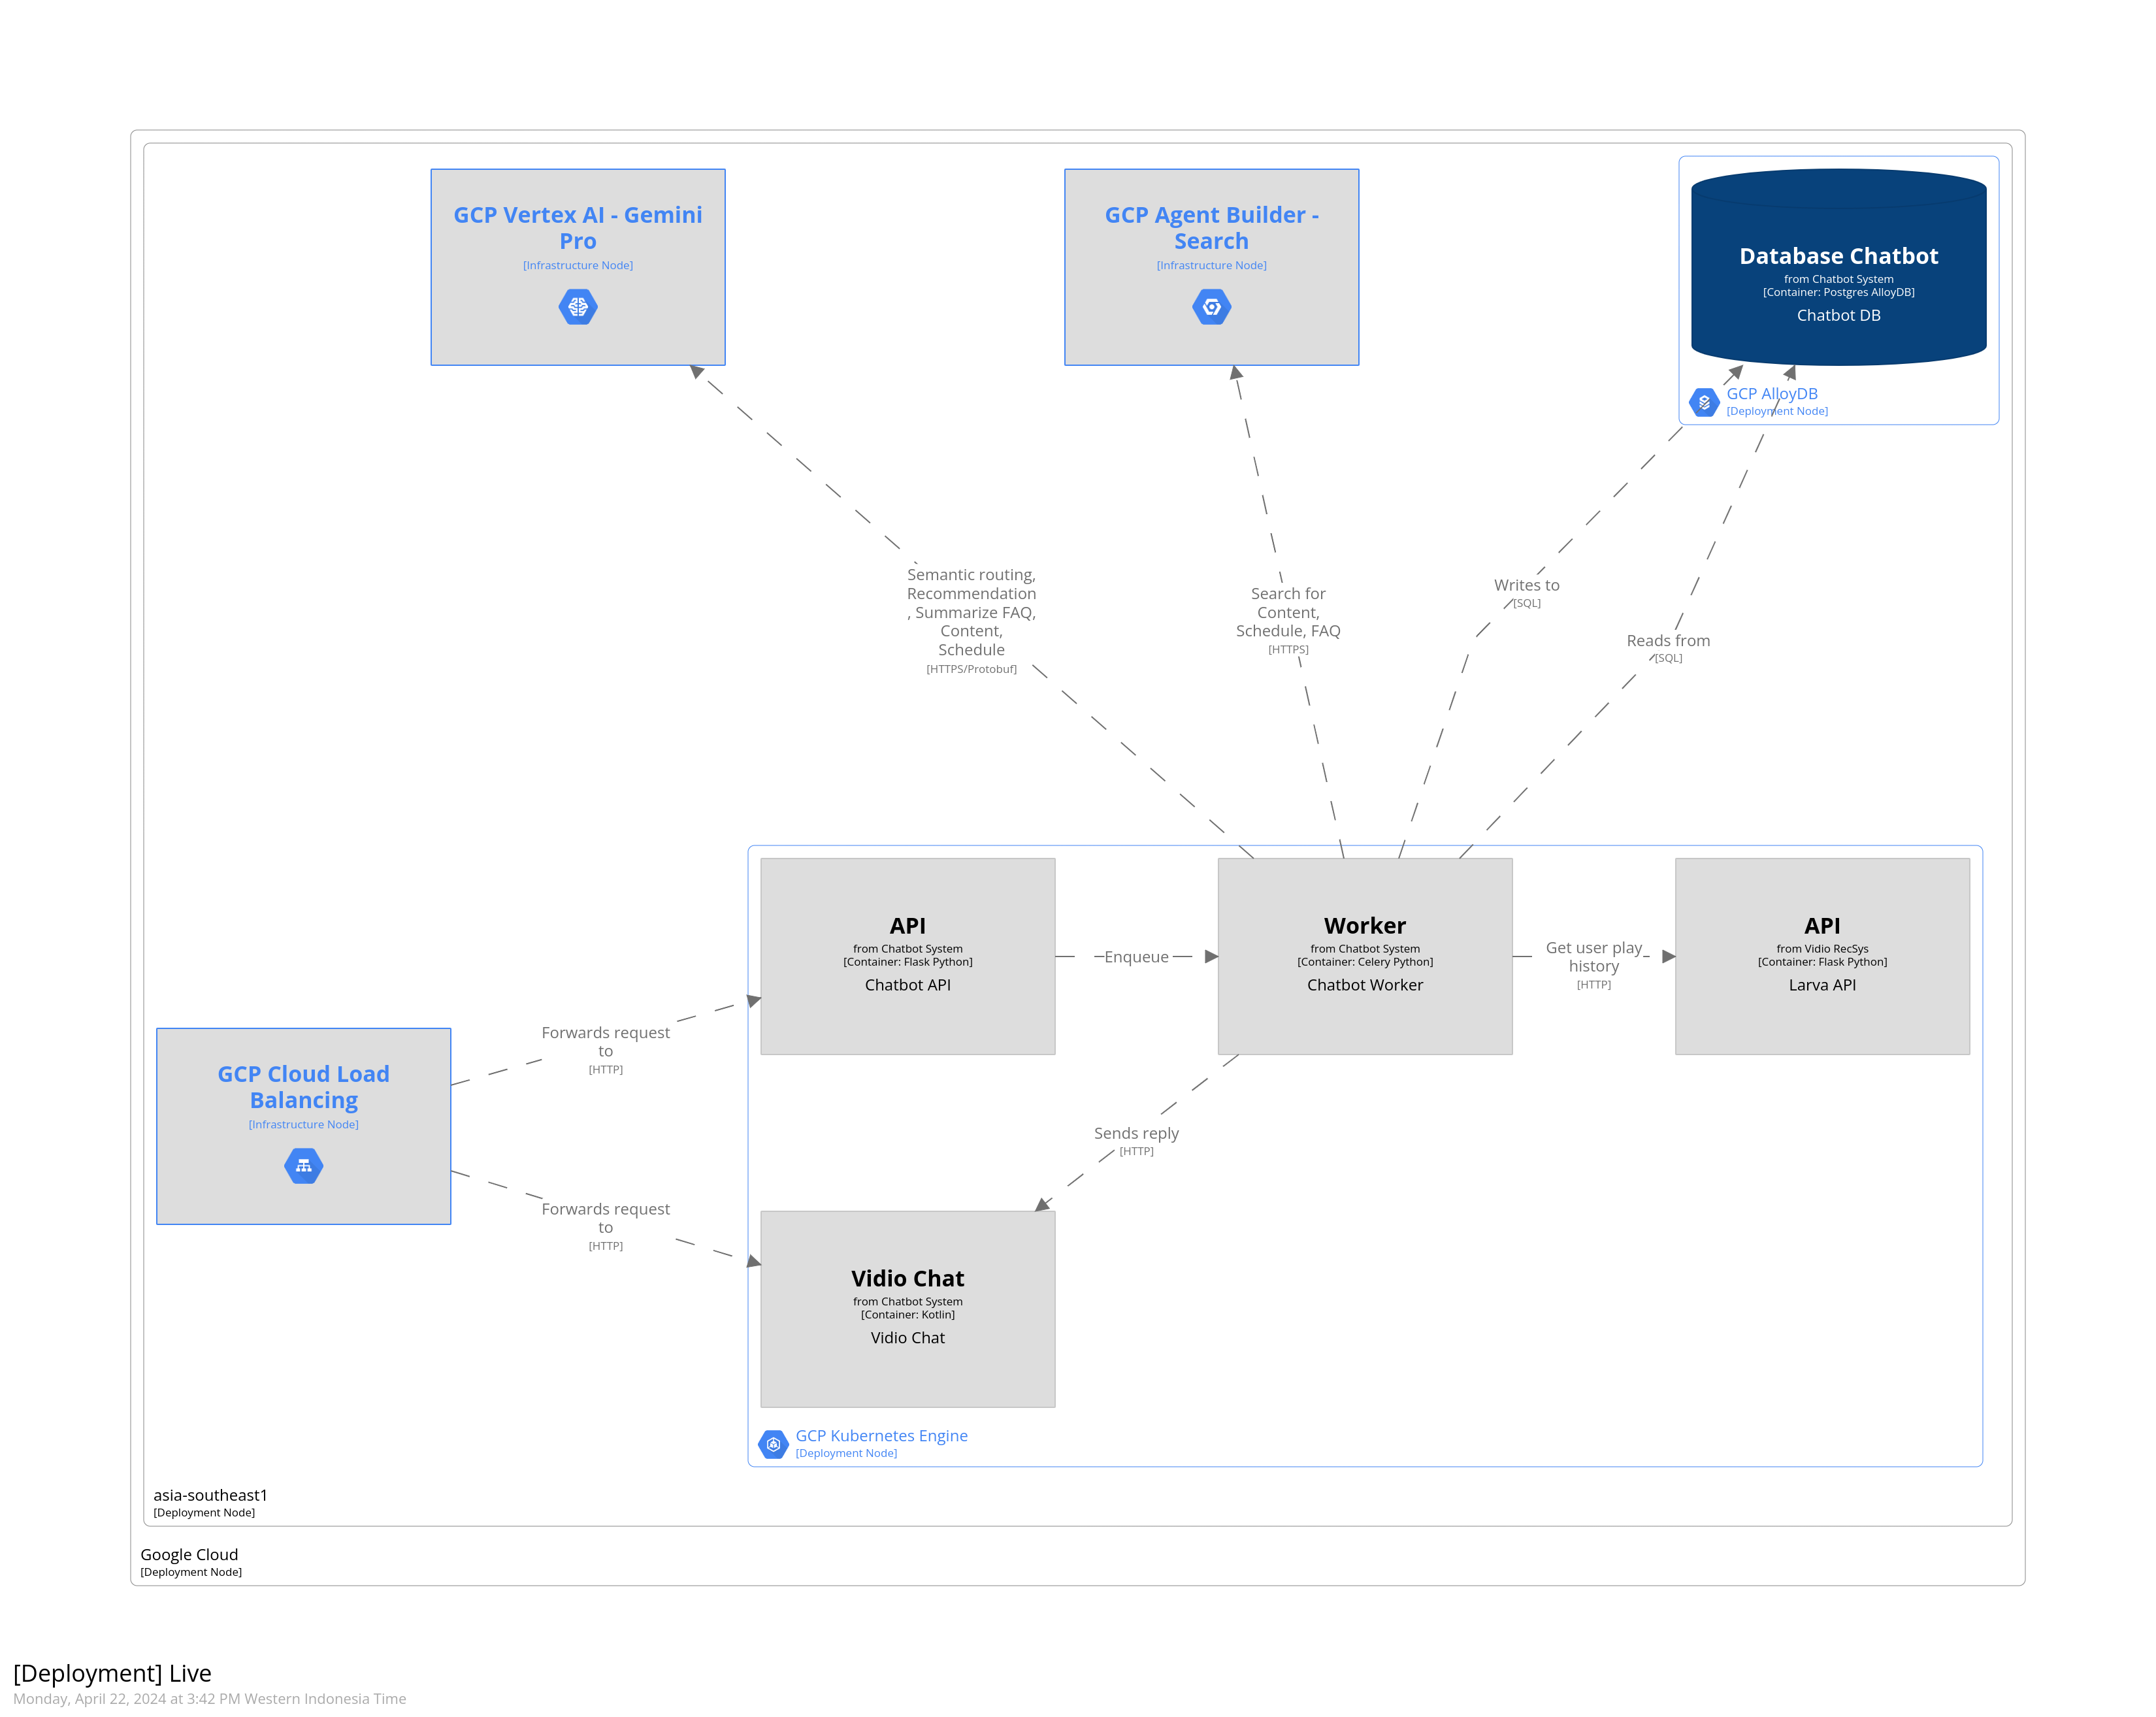 GCP Vertex AI - Gemini
Pro
[Infrastructure Node]
GCP Agent Builder -
Search
[Infrastructure Node]
Database Chatbot
from Chatbot System
[Container: Postgres AlloyDB]
Chatbot DB
GCP AlloyDB
[Deployment Node]
Semantic routing,
Recommendation
, Summarize FAQ,
Content,
Schedule
[HTTPS/Protobuf]
Search for
Content,
Schedule, FAQ
[HTTPS]
Writes to
[SQL]
Reads from
[SQL]
API
from Chatbot System
[Container: Flask Python]
Chatbot API
Enqueue
Worker
from Chatbot System
[Container: Celery Python]
Chatbot Worker
Get user play
history
[HTTP]
API
from Vidio RecSys
[Container: Flask Python]
Larva API
Forwards request
to
[HTTP]
GCP Cloud Load
Balancing
[Infrastructure Node]
Sends reply
[HTTP]
Forwards request
to
[HTTP]
Vidio Chat
from Chatbot System
[Container: Kotlin]
Vidio Chat
GCP Kubernetes Engine
[Deployment Node]
asia-southeast1
[Deployment Node]
Google Cloud
[Deployment Node]
[Deployment] Live
Monday, April 22, 2024 at 3:42 PM Western Indonesia Time